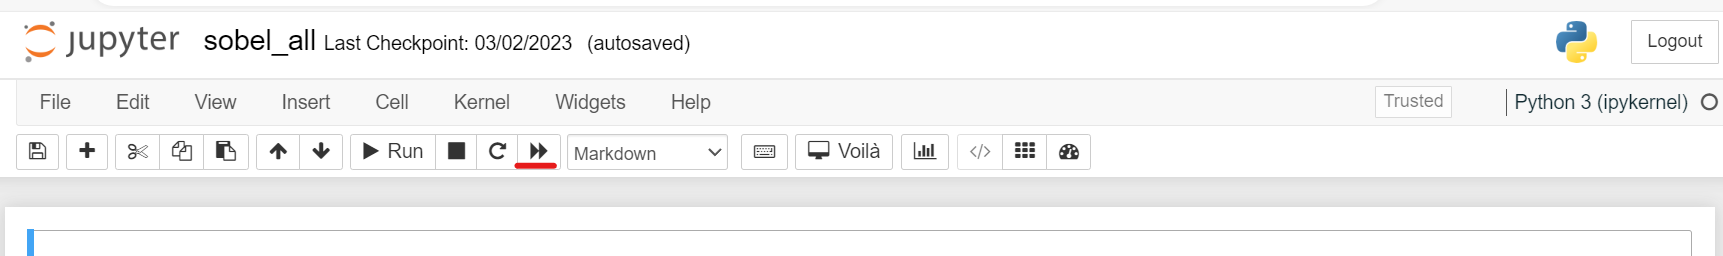 jupyter sobel_all Last Checkpoint: 03/02/2023 (autosaved) Logout
File Edit View Insert Cell Kernel Widgets Help Trusted Python 3 (ipykernel)
Run Markdown Voilà </>